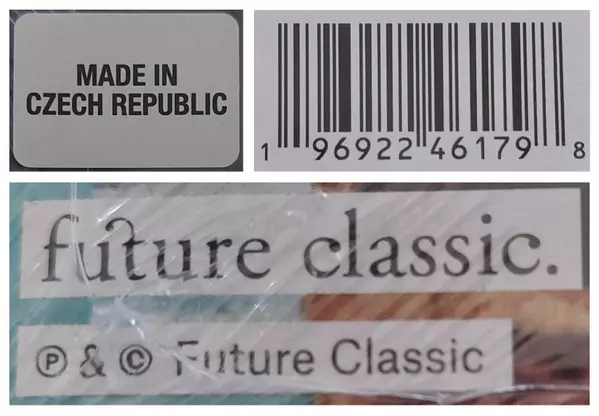 MADE IN
CZECH REPUBLIC
1 96922 46179 8
future classic.
℗ & © Future Classic